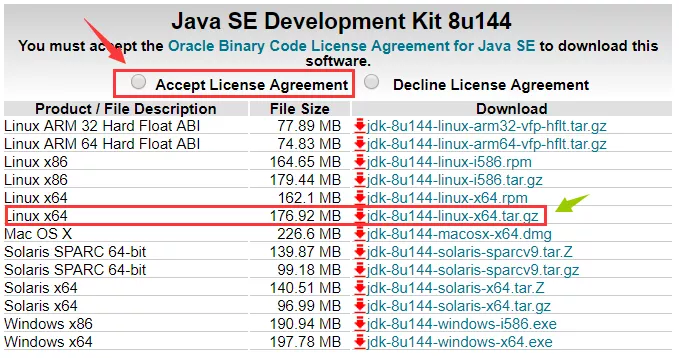 Java SE Development Kit 8u144
You must accept the Oracle Binary Code License Agreement for Java SE to download this
software.
Accept License Agreement Decline License Agreement
Product / File Description File Size Download
Linux ARM 32 Hard Float ABI 77.89 MB jdk-8u144-linux-arm32-vfp-hflt.tar.gz
Linux ARM 64 Hard Float ABI 74.83 MB jdk-8u144-linux-arm64-vfp-hflt.tar.gz
Linux x86 164.65 MB jdk-8u144-linux-i586.rpm
Linux x86 179.44 MB jdk-8u144-linux-i586.tar.gz
Linux x64 162.1 MB jdk-8u144-linux-x64.rpm
Linux x64 176.92 MB jdk-8u144-linux-x64.tar.gz
Mac OS X 226.6 MB jdk-8u144-macosx-x64.dmg
Solaris SPARC 64-bit 139.87 MB jdk-8u144-solaris-sparcv9.tar.Z
Solaris SPARC 64-bit 99.18 MB jdk-8u144-solaris-sparcv9.tar.gz
Solaris x64 140.51 MB jdk-8u144-solaris-x64.tar.Z
Solaris x64 96.99 MB jdk-8u144-solaris-x64.tar.gz
Windows x86 190.94 MB jdk-8u144-windows-i586.exe
Windows x64 197.78 MB jdk-8u144-windows-x64.exe